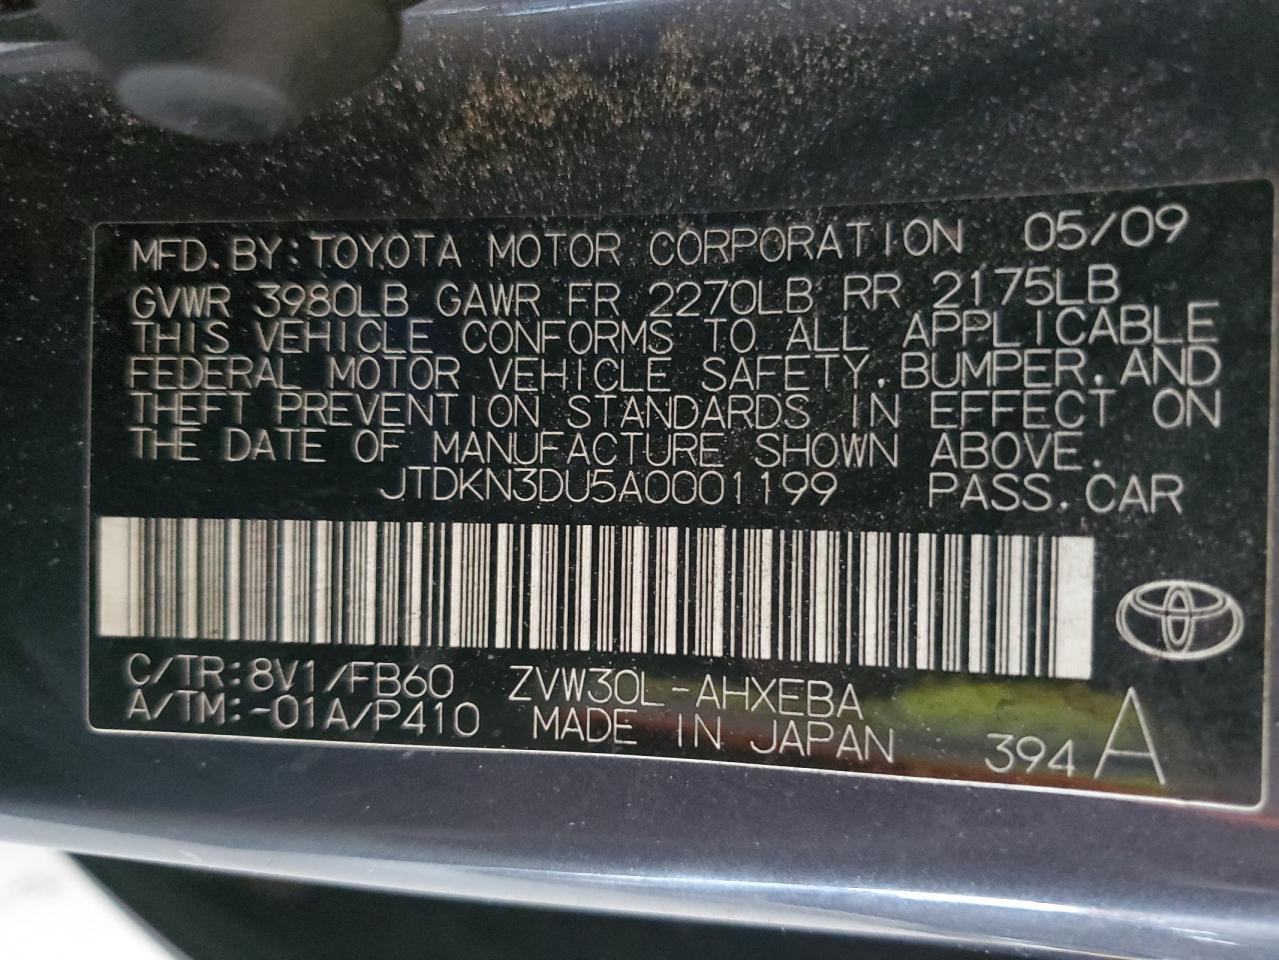 MFD. BY: TOYOTA MOTOR CORPORATION 05/09
GVWR 3980LB GAWR FR 2270LB RR 2175LB
THIS VEHICLE CONFORMS TO ALL APPLICABLE
FEDERAL MOTOR VEHICLE SAFETY, BUMPER, AND
THEFT PREVENTION STANDARDS IN EFFECT ON
THE DATE OF MANUFACTURE SHOWN ABOVE.
JTDKN3DU5A0001199 PASS. CAR
C/TR:8V1/FB60 ZVW30L-AHXEBA
A/TM:-01A/P410 MADE IN JAPAN 394 A